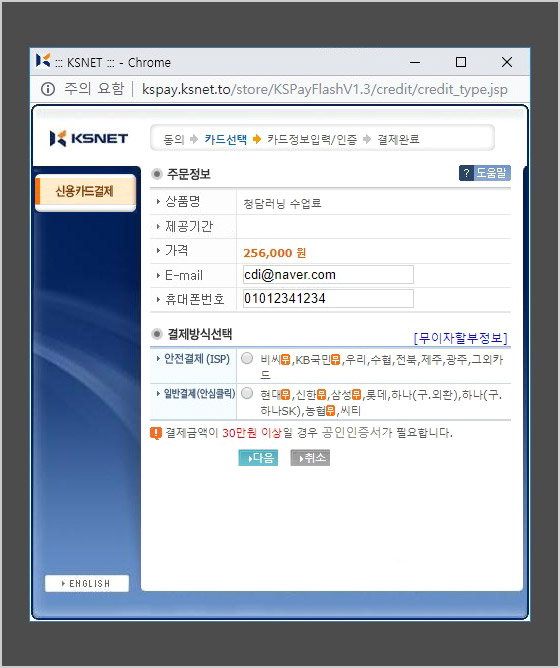 ::: KSNET ::: - Chrome
주의 요함 | kspay.ksnet.to/store/KSPayFlashV1.3/credit/credit_type.jsp
KSNET
동의 카드선택 카드정보입력/인증 결제완료
신용카드결제
주문정보
? 도움말
상품명 청담러닝 수업료
제공기간
가격 256,000 원
E-mail cdi@naver.com
휴대폰번호 01012341234
결제방식선택 [무이자할부정보]
안전결제 (ISP) 비씨무,KB국민무,우리,수협,전북,제주,광주,그외카
드
일반결제(안심클릭) 현대무,신한무,삼성무,롯데,하나(구.외환),하나(구.
하나SK),농협무,씨티
! 결제금액이 30만원 이상일 경우 공인인증서가 필요합니다.
다음 취소
ENGLISH